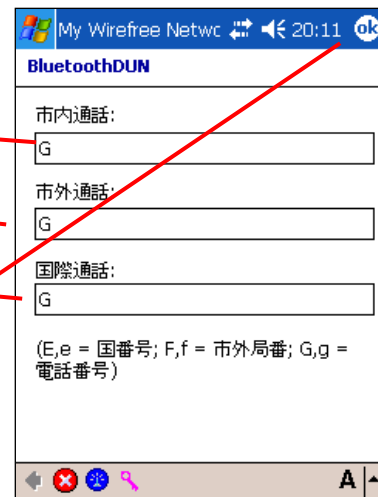 My Wirefree Netwc 20:11 ok
BluetoothDUN
市内通話:
G
市外通話:
G
国際通話:
G
(E,e = 国番号; F,f = 市外局番; G,g =
電話番号)
A